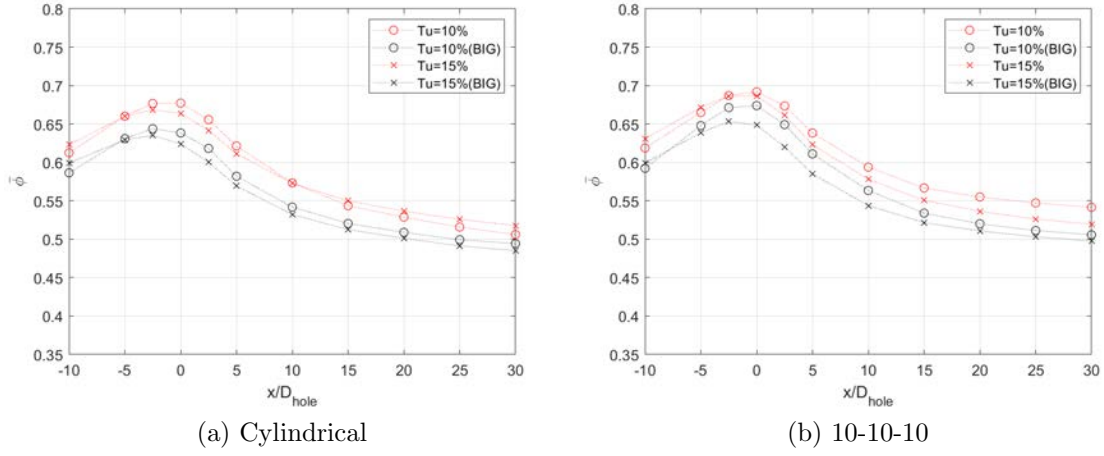 0.8
0.75
0.7
0.65
0.6
0.55
0.5
0.45
0.4
0.35
-10 -5 0 5 10 15 20 25 30
x/D_hole
φ̄
Tu=10%
Tu=10%(BIG)
Tu=15%
Tu=15%(BIG)
(a) Cylindrical
0.8
0.75
0.7
0.65
0.6
0.55
0.5
0.45
0.4
0.35
-10 -5 0 5 10 15 20 25 30
x/D_hole
φ̄
Tu=10%
Tu=10%(BIG)
Tu=15%
Tu=15%(BIG)
(b) 10-10-10